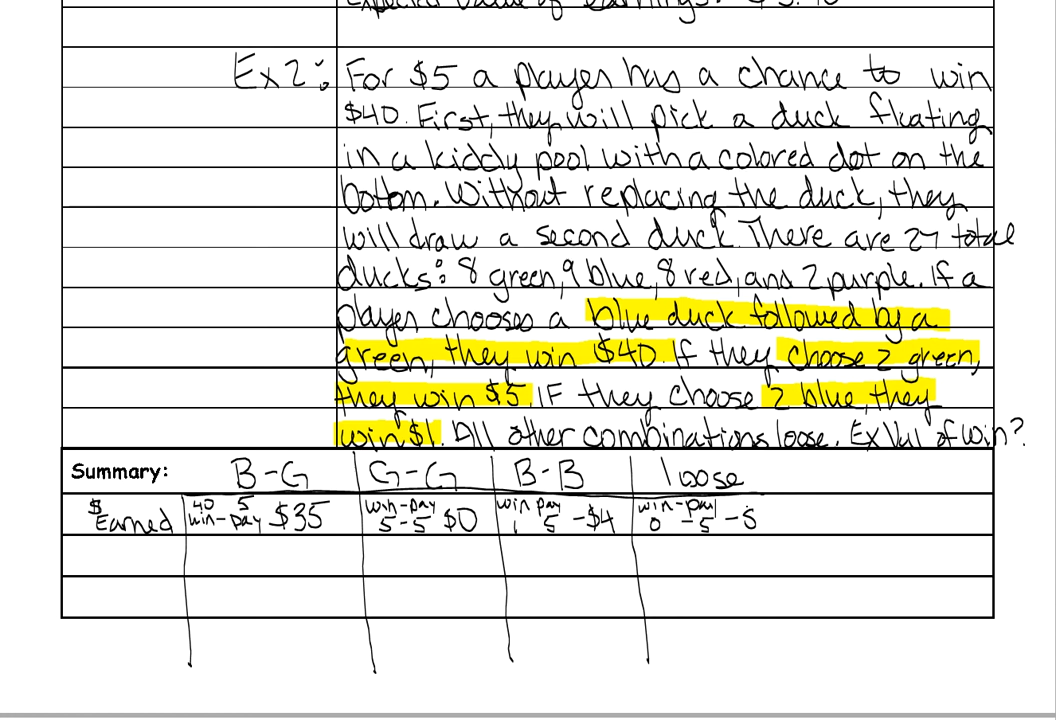 Expected value of earnings: $
Ex2: For $5 a player has a chance to win
$40. First, they will pick a duck floating
in a kiddy pool with a colored dot on the
bottom. Without replacing the duck, they
will draw a second duck. There are 27 total
ducks: 8 green, 9 blue, 8 red, and 2 purple. If a
player chooses a blue duck followed by a
green, they win $40. If they choose 2 green,
they win $5. IF they choose 2 blue, they
win $1. All other combinations loose. Ex Val of win?
Summary: B-G G-G B-B loose
$ Earned 40 5 win-pay $35 win-pay 5-5 $0 win pay 1 5 -$4 win-pay 0 -5 -5